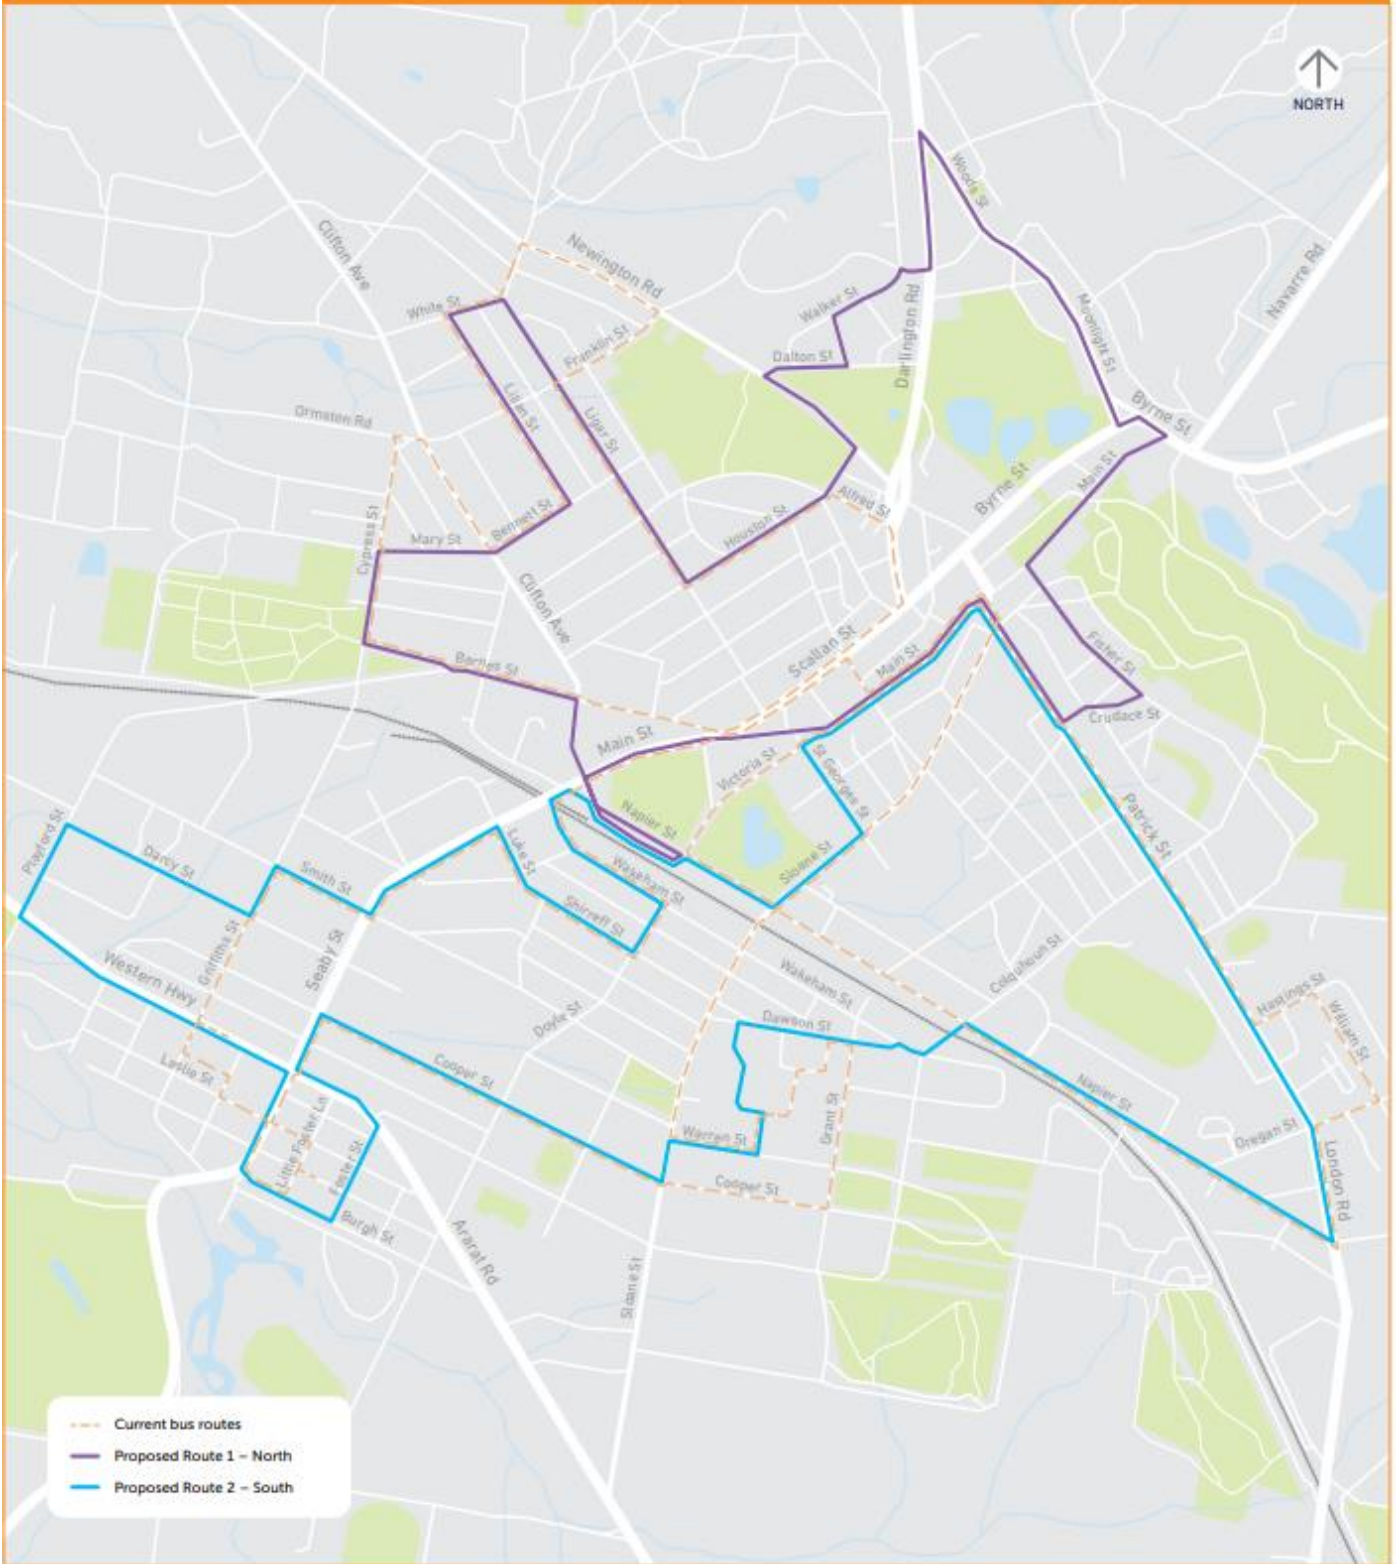 NORTH
Woods St
Clifton Ave
Newington Rd
Navarre Rd
White St
Walker St
Darlington Rd
Moonlight St
Franklin St
Dalton St
Lilian St
Ligar St
Byrne St
Ormston Rd
Main St
Byrne St
Alfred St
Bennett St
Houston St
Cypress St
Mary St
Clifton Ave
Scallan St
Fisher St
Barnes St
Main St
Crudace St
Main St
Victoria St
St Georges St
Napier St
Patrick St
Playford St
Darcy St
Smith St
Luke St
Wakeham St
Sloane St
Shirreff St
Griffiths St
Seaby St
Western Hwy
Colquhoun St
Wakeham St
Hastings St
William St
Doyle St
Dawson St
Leslie St
Cooper St
Napier St
Grant St
Little Foster Ln
Foster St
Warren St
Oregan St
London Rd
Cooper St
Burgh St
Ararat Rd
Sloane St
Current bus routes
Proposed Route 1 – North
Proposed Route 2 – South